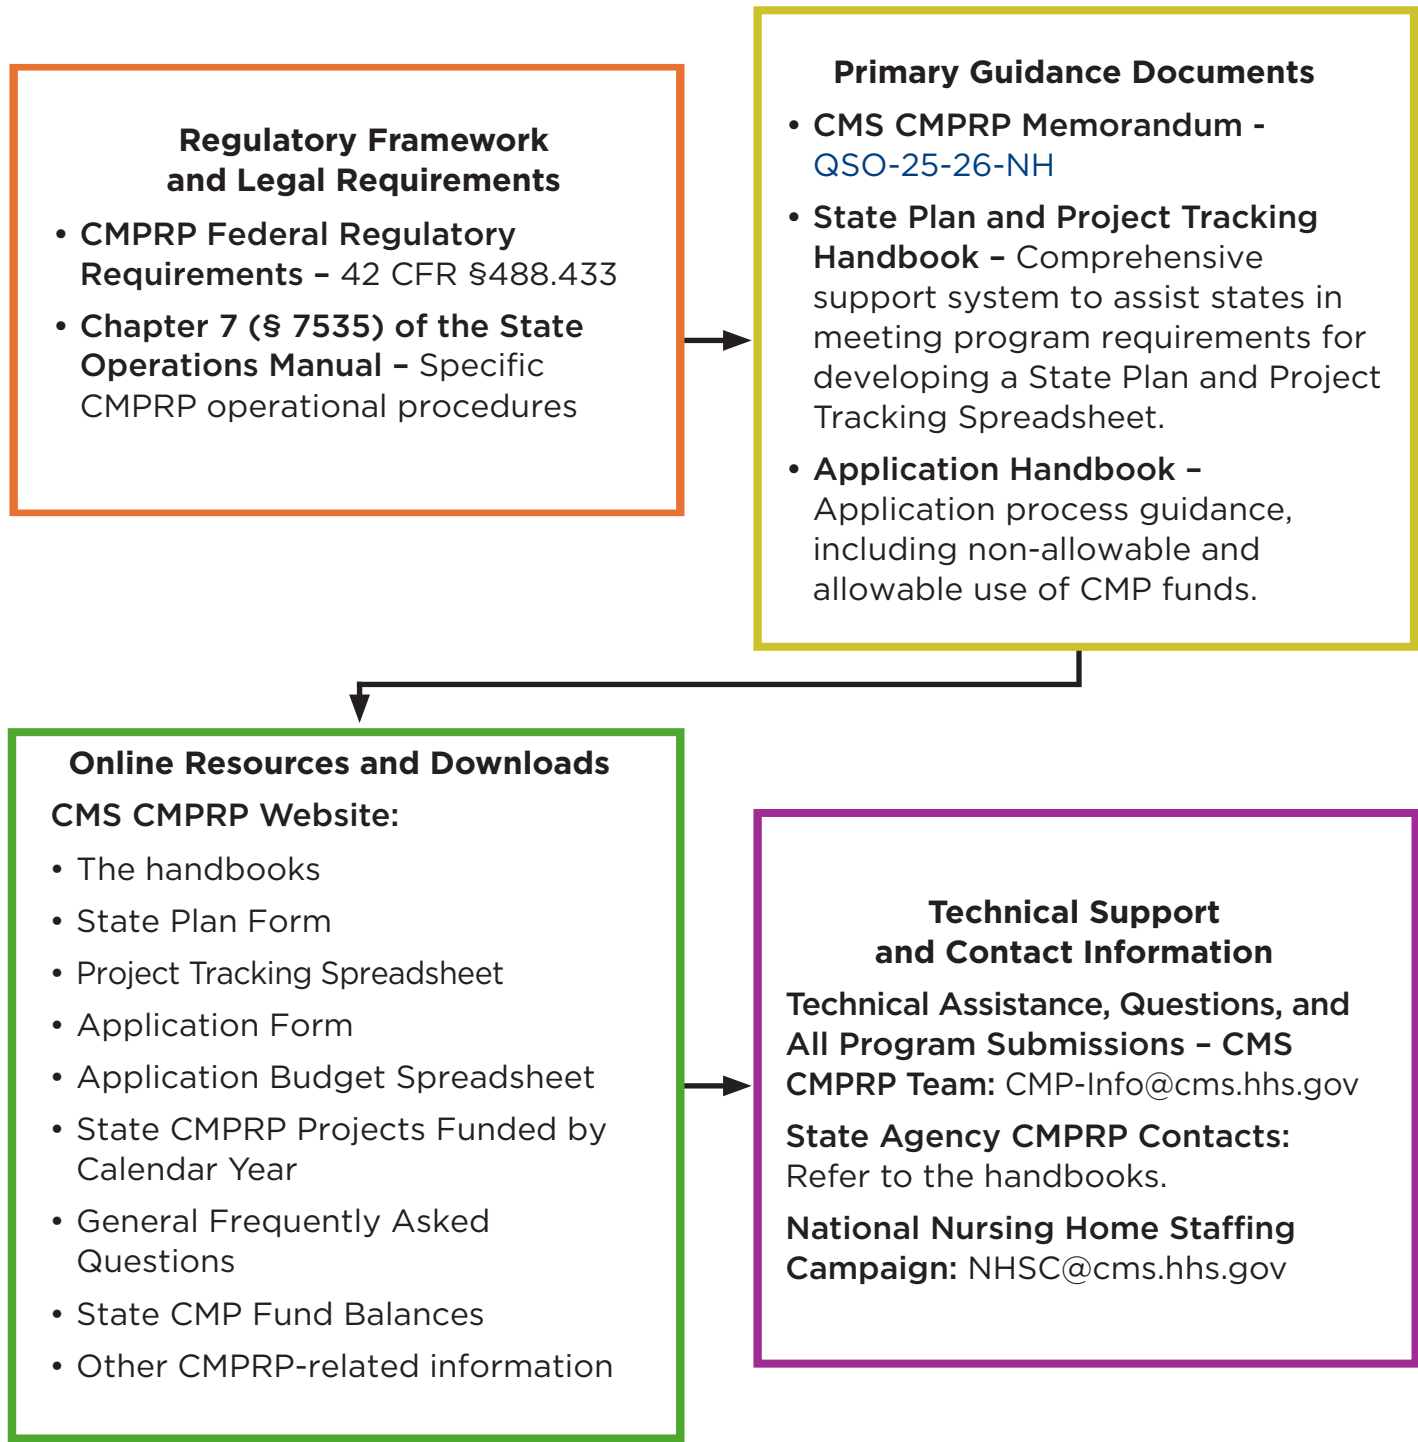 Regulatory Framework
and Legal Requirements
• CMPRP Federal Regulatory
Requirements – 42 CFR §488.433
• Chapter 7 (§ 7535) of the State
Operations Manual – Specific
CMPRP operational procedures
Primary Guidance Documents
• CMS CMPRP Memorandum -
QSO-25-26-NH
• State Plan and Project Tracking
Handbook – Comprehensive
support system to assist states in
meeting program requirements for
developing a State Plan and Project
Tracking Spreadsheet.
• Application Handbook –
Application process guidance,
including non-allowable and
allowable use of CMP funds.
Online Resources and Downloads
CMS CMPRP Website:
• The handbooks
• State Plan Form
• Project Tracking Spreadsheet
• Application Form
• Application Budget Spreadsheet
• State CMPRP Projects Funded by
Calendar Year
• General Frequently Asked
Questions
• State CMP Fund Balances
• Other CMPRP-related information
Technical Support
and Contact Information
Technical Assistance, Questions, and
All Program Submissions – CMS
CMPRP Team: CMP-Info@cms.hhs.gov
State Agency CMPRP Contacts:
Refer to the handbooks.
National Nursing Home Staffing
Campaign: NHSC@cms.hhs.gov